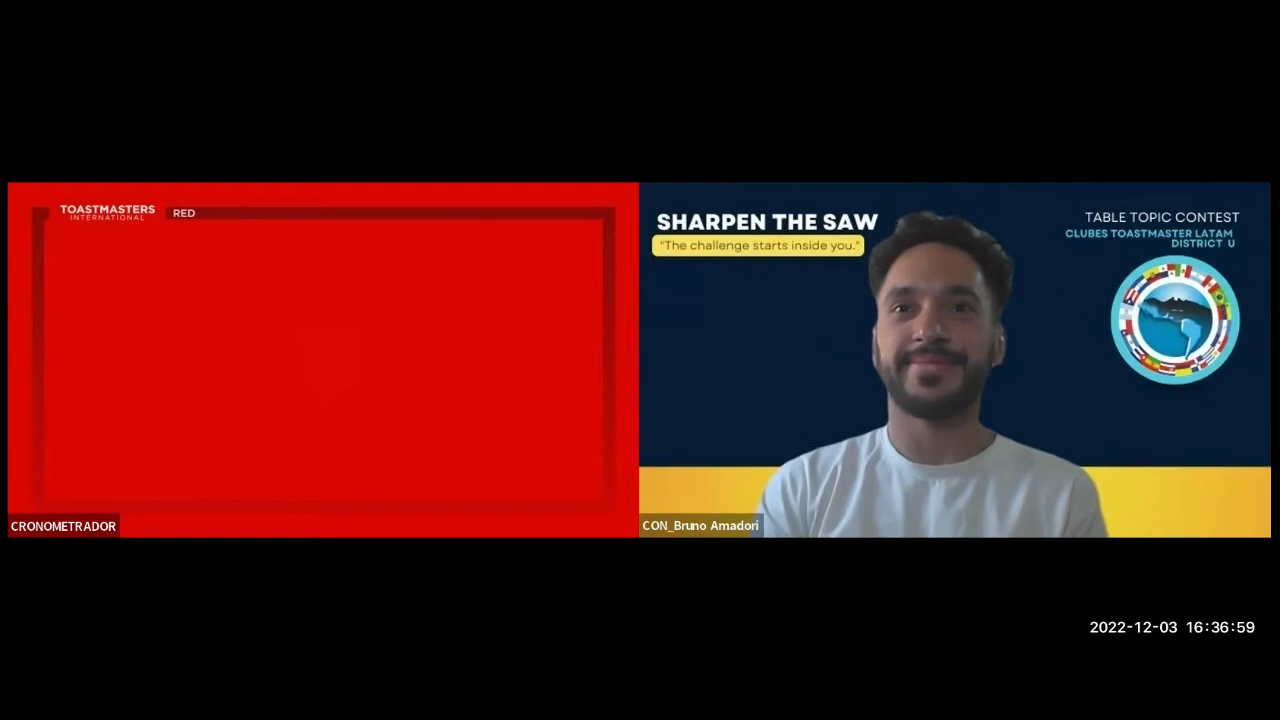 TOASTMASTERS
INTERNATIONAL
RED
CRONOMETRADOR
SHARPEN THE SAW
"The challenge starts inside you."
TABLE TOPIC CONTEST
CLUBES TOASTMASTER LATAM
DISTRICT U
CON_Bruno Amadori
2022-12-03 16:36:59